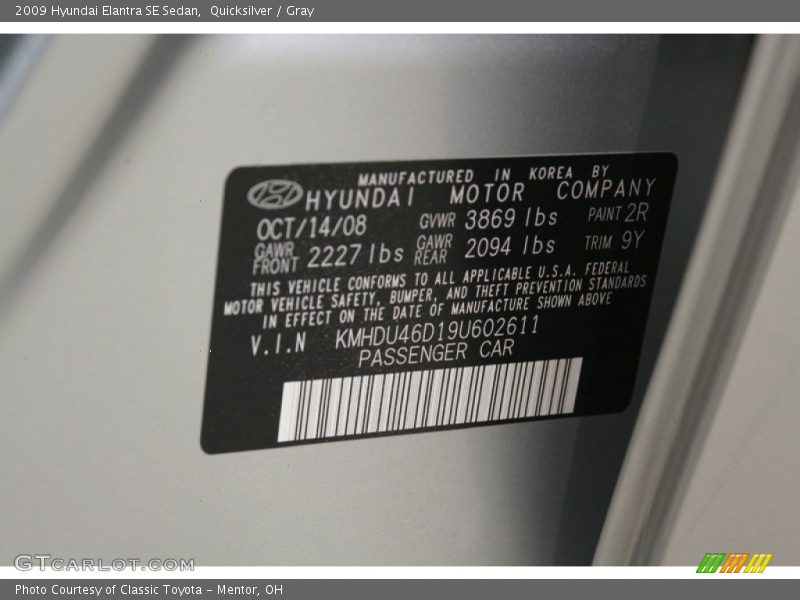 2009 Hyundai Elantra SE Sedan, Quicksilver / Gray
MANUFACTURED IN KOREA BY
HYUNDAI MOTOR COMPANY
OCT/14/08 GVWR 3869 lbs PAINT 2R
GAWR FRONT 2227 lbs GAWR REAR 2094 lbs TRIM 9Y
THIS VEHICLE CONFORMS TO ALL APPLICABLE U.S.A. FEDERAL
MOTOR VEHICLE SAFETY, BUMPER, AND THEFT PREVENTION STANDARDS
IN EFFECT ON THE DATE OF MANUFACTURE SHOWN ABOVE
V.I.N KMHDU46D19U602611
PASSENGER CAR
GTCARLOT.COM
Photo Courtesy of Classic Toyota - Mentor, OH